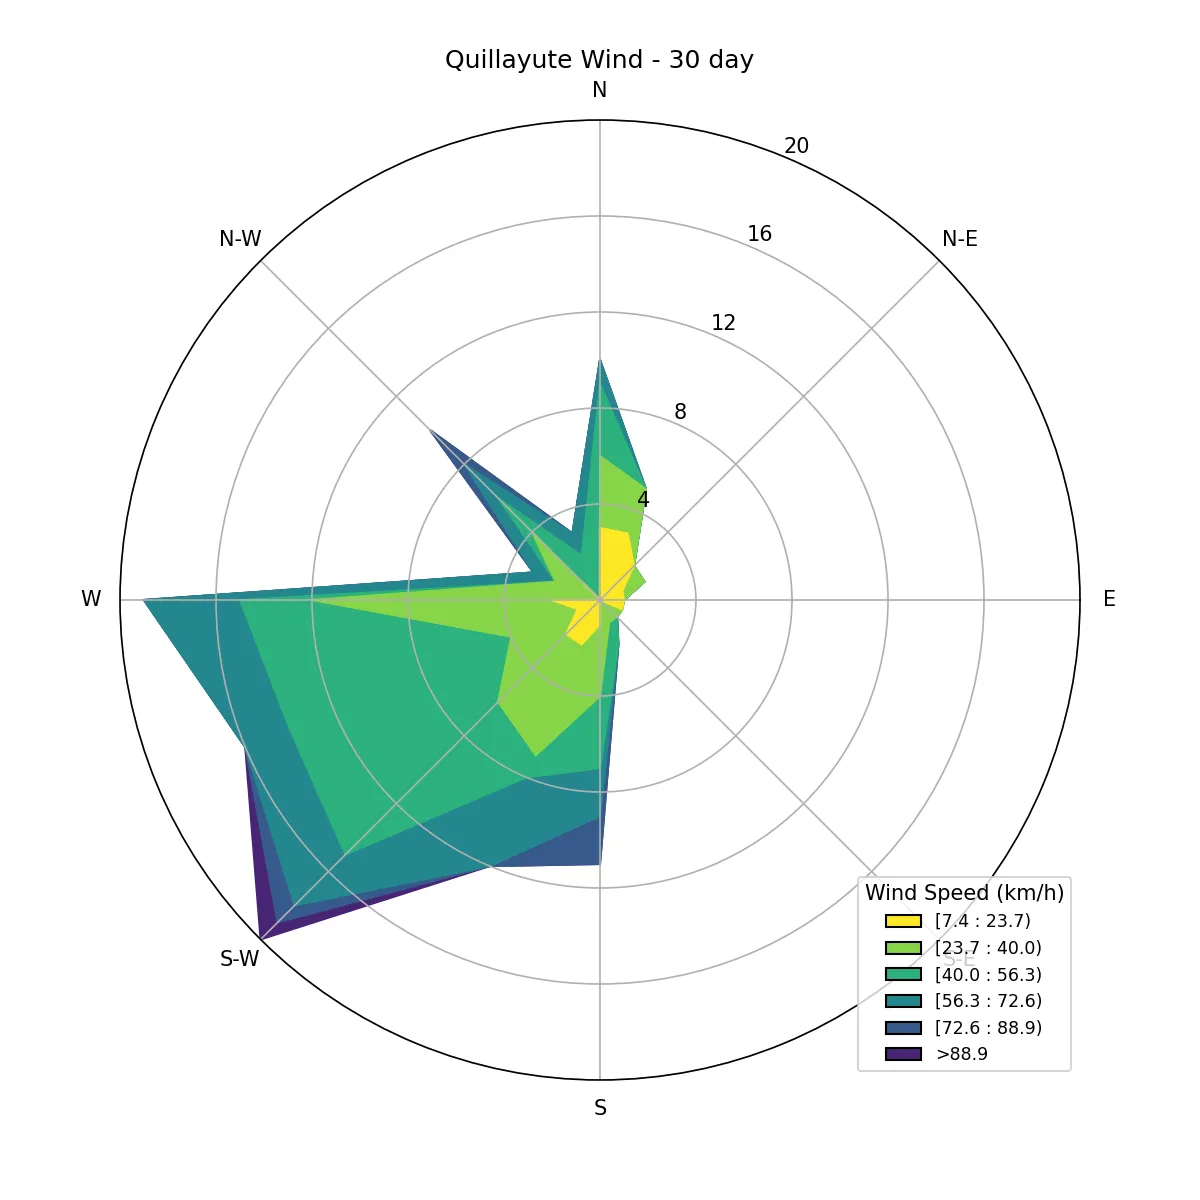 Quillayute Wind - 30 day
N
20
N-W
16
N-E
12
8
4
W
E
S-W
S-E
S
Wind Speed (km/h)
[7.4 : 23.7)
[23.7 : 40.0)
[40.0 : 56.3)
[56.3 : 72.6)
[72.6 : 88.9)
>88.9